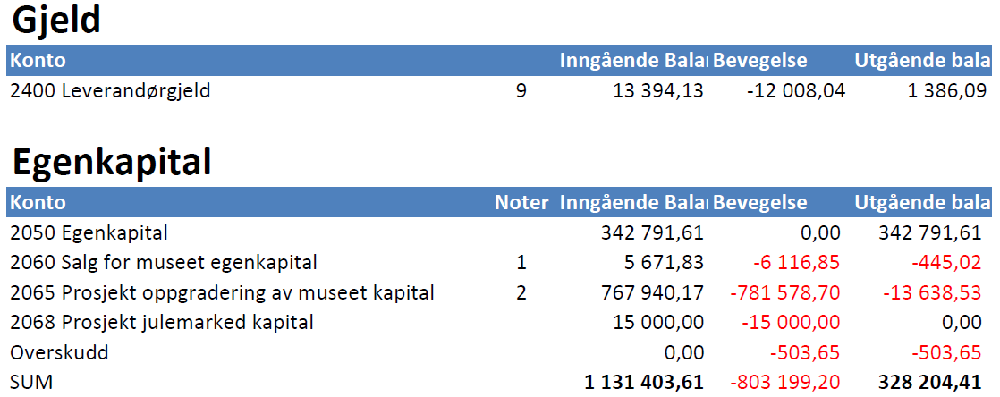 Gjeld
Konto Inngående Balan Bevegelse Utgående bala
2400 Leverandørgjeld 9 13 394,13 -12 008,04 1 386,09
Egenkapital
Konto Noter Inngående Balan Bevegelse Utgående bala
2050 Egenkapital 342 791,61 0,00 342 791,61
2060 Salg for museet egenkapital 1 5 671,83 -6 116,85 -445,02
2065 Prosjekt oppgradering av museet kapital 2 767 940,17 -781 578,70 -13 638,53
2068 Prosjekt julemarked kapital 15 000,00 -15 000,00 0,00
Overskudd 0,00 -503,65 -503,65
SUM 1 131 403,61 -803 199,20 328 204,41